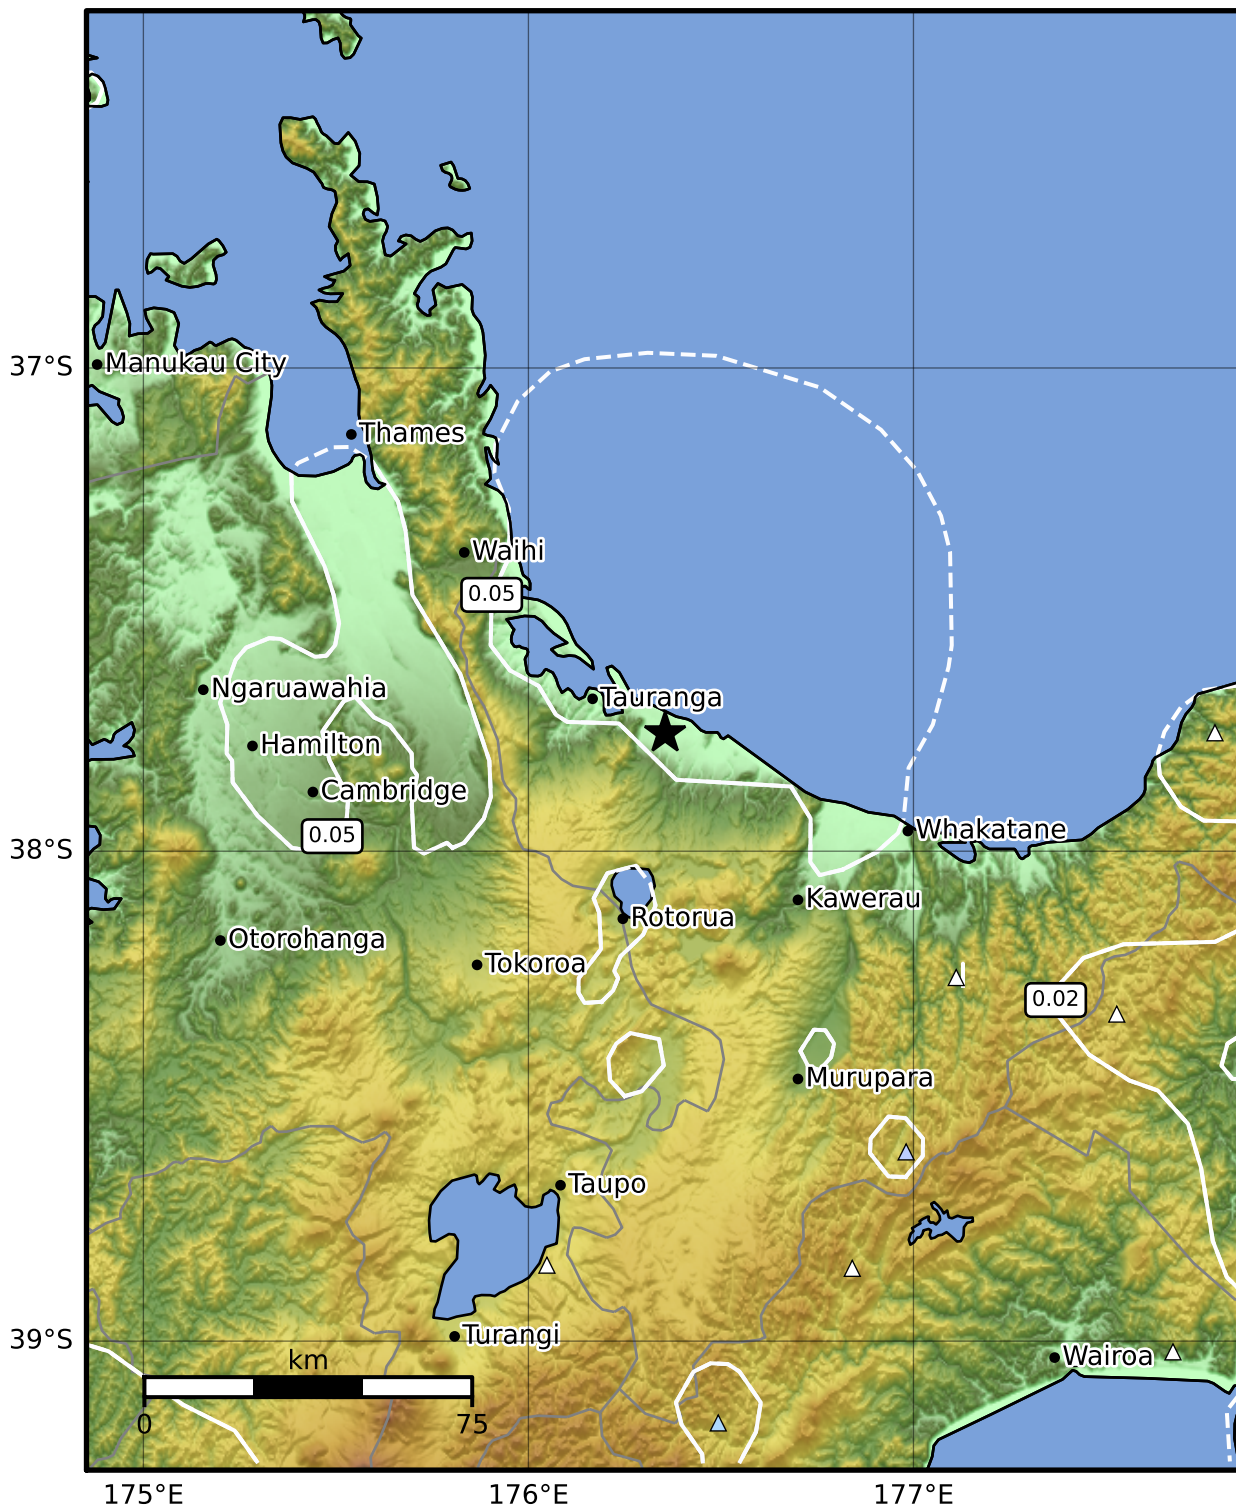 37°S
Manukau City
Thames
Waihi
0.05
Ngaruawahia
Tauranga
Hamilton
Cambridge
0.05
Whakatane
38°S
Kawerau
Rotorua
Otorohanga
Tokoroa
0.02
Murupara
Taupo
Turangi
39°S
Wairoa
km
0
75
175°E
176°E
177°E